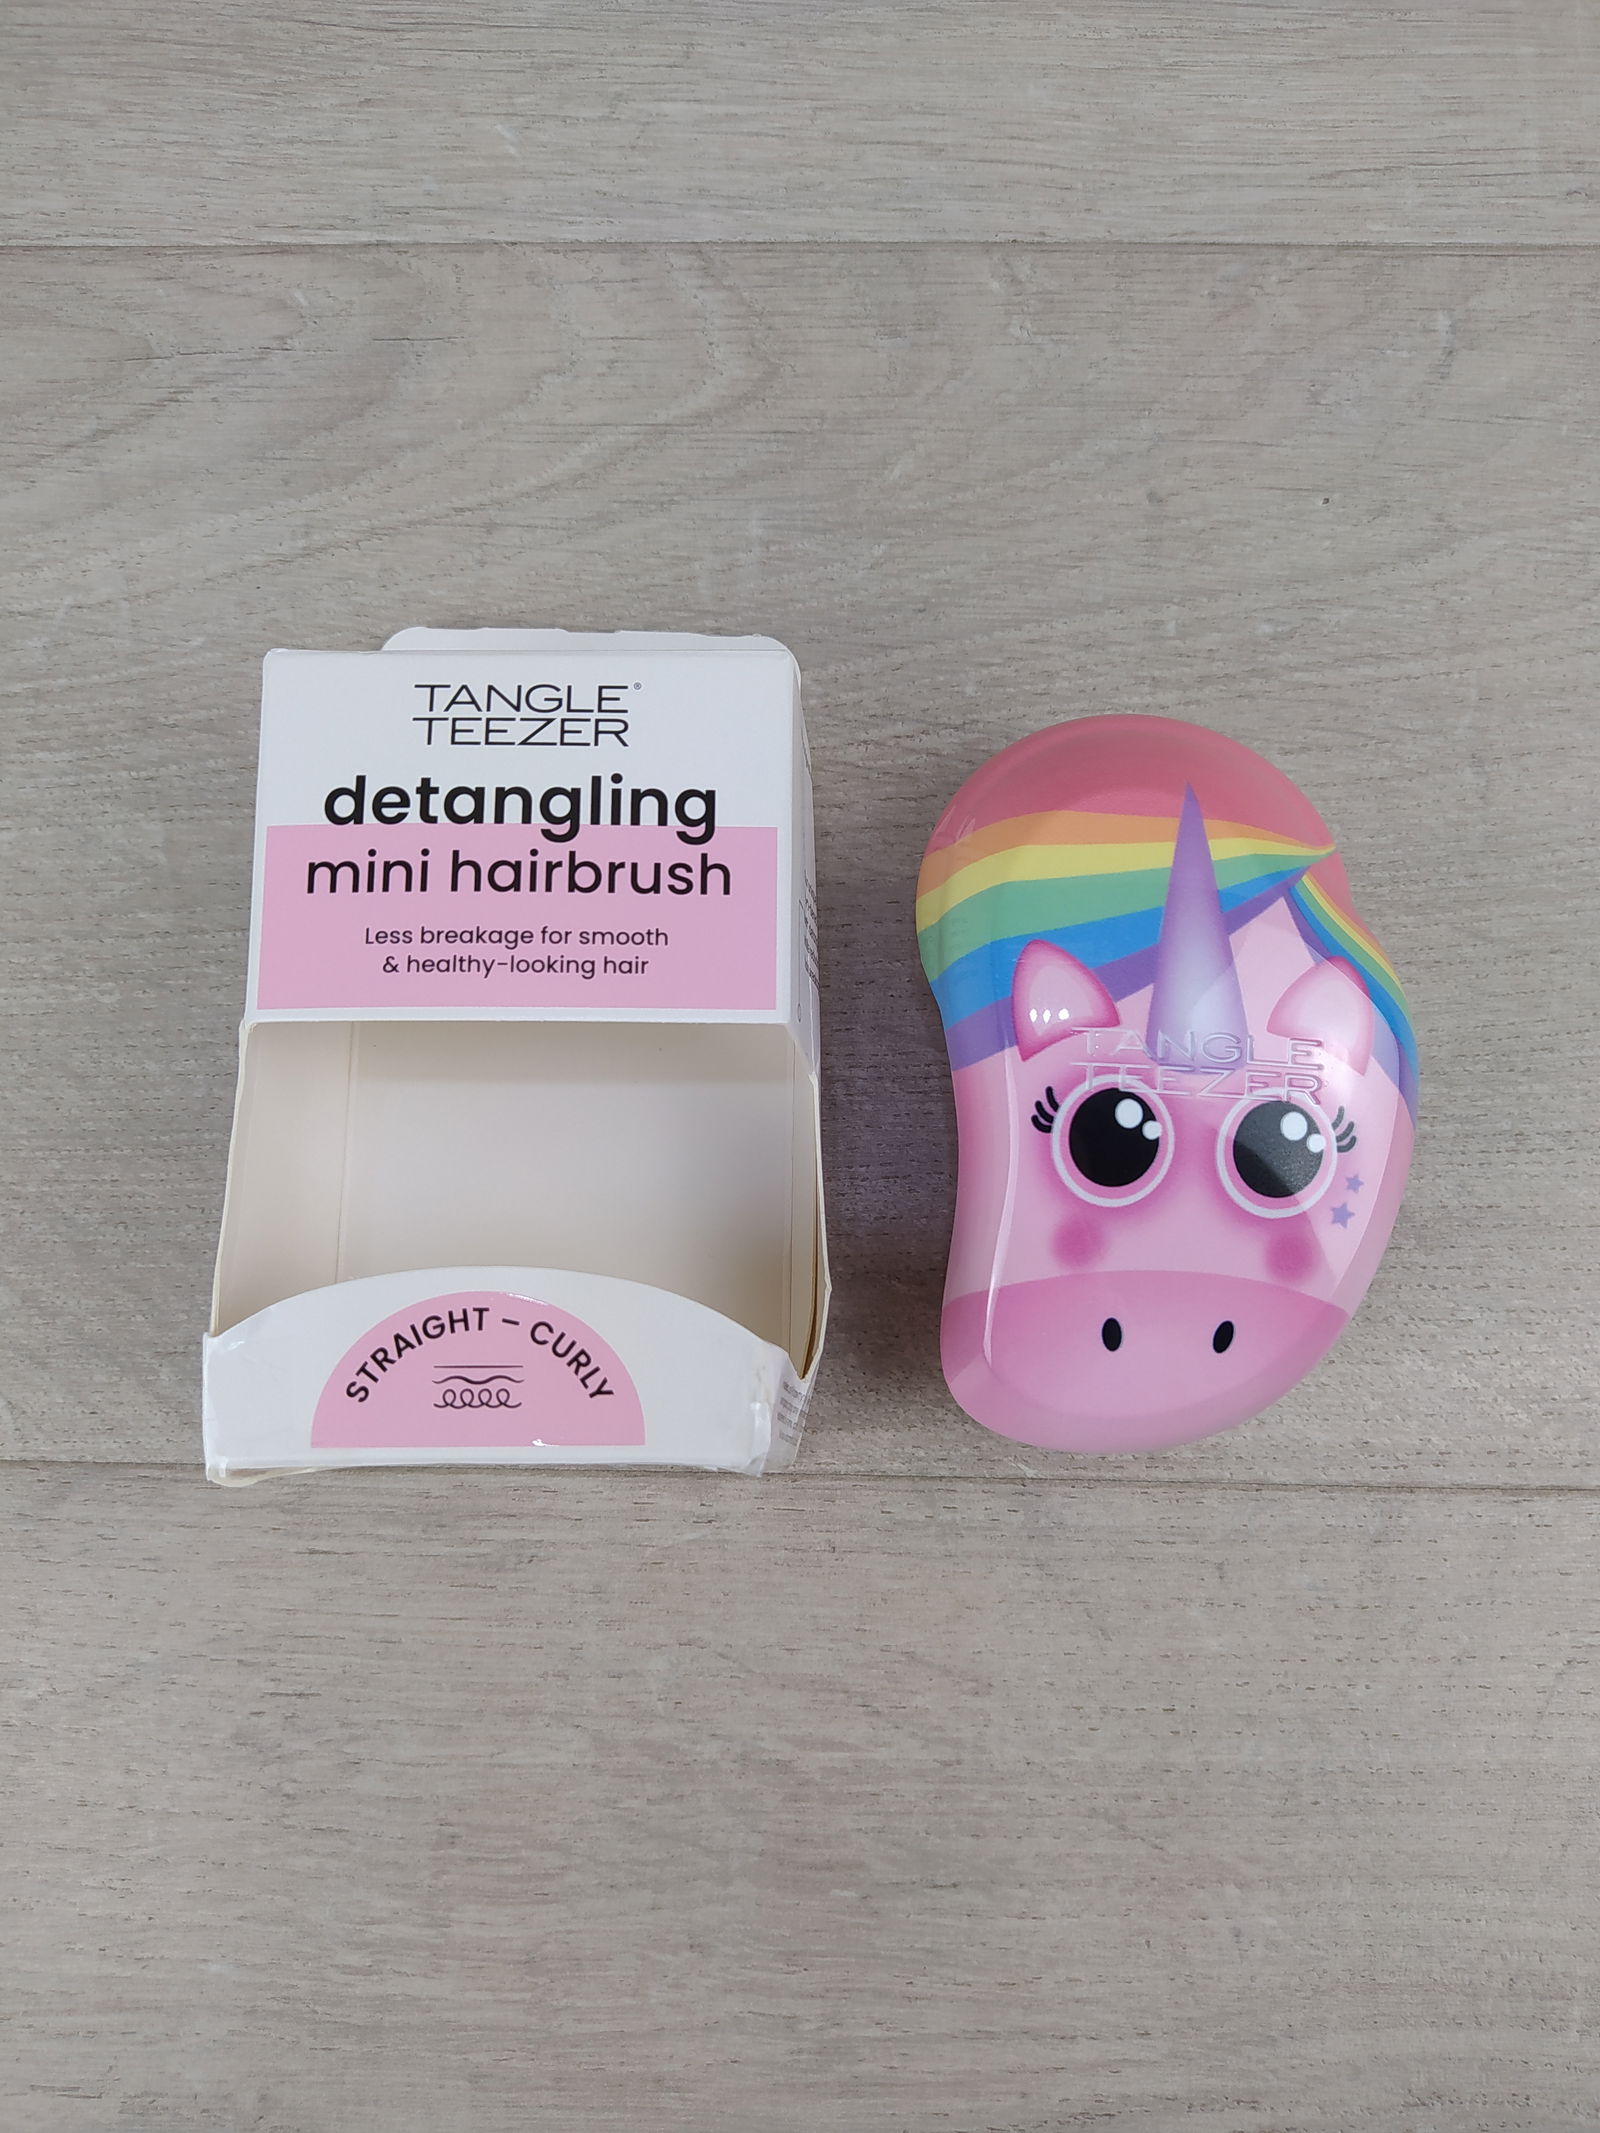 TANGLE®
TEEZER
detangling
mini hairbrush
Less breakage for smooth
& healthy-looking hair
STRAIGHT – CURLY
TANGLE
TEEZER